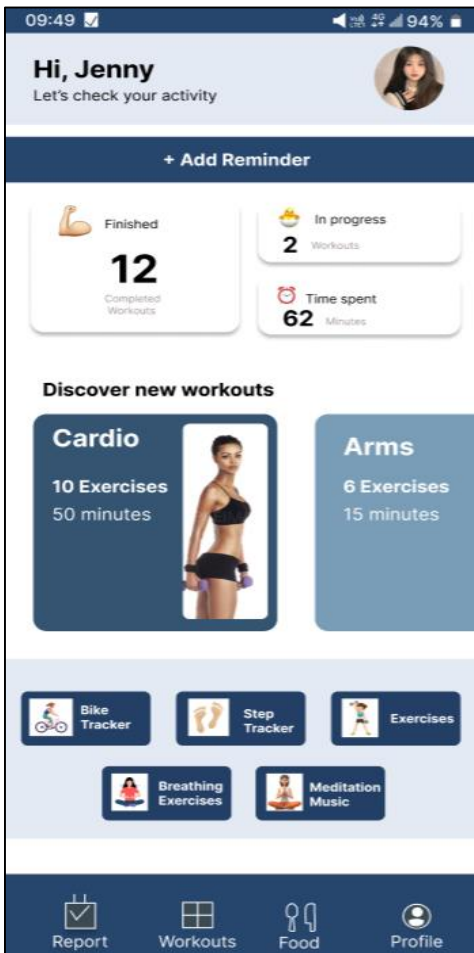 09:49
94%
Hi, Jenny
Let's check your activity
+ Add Reminder
Finished
12
Completed
Workouts
In progress
2 Workouts
Time spent
62 Minutes
Discover new workouts
Cardio
10 Exercises
50 minutes
Arms
6 Exercises
15 minutes
Bike
Tracker
Step
Tracker
Exercises
Breathing
Exercises
Meditation
Music
Report
Workouts
Food
Profile